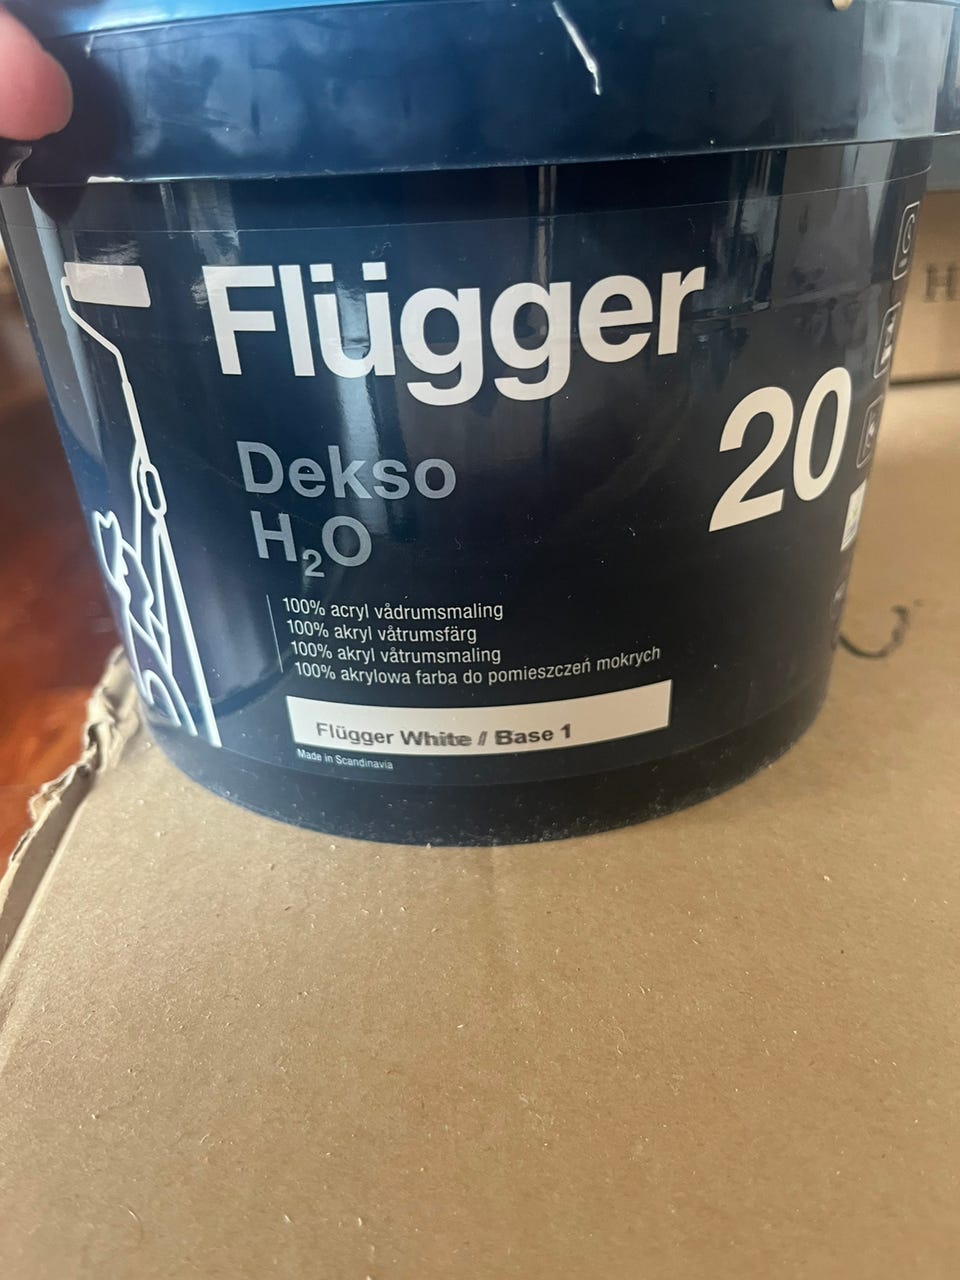 Flügger
20
Dekso
H₂O
100% acryl vådrumsmaling
100% akryl våtrumsfärg
100% akryl våtrumsmaling
100% akrylowa farba do pomieszczeń mokrych
Flügger White // Base 1
Made in Scandinavia
H